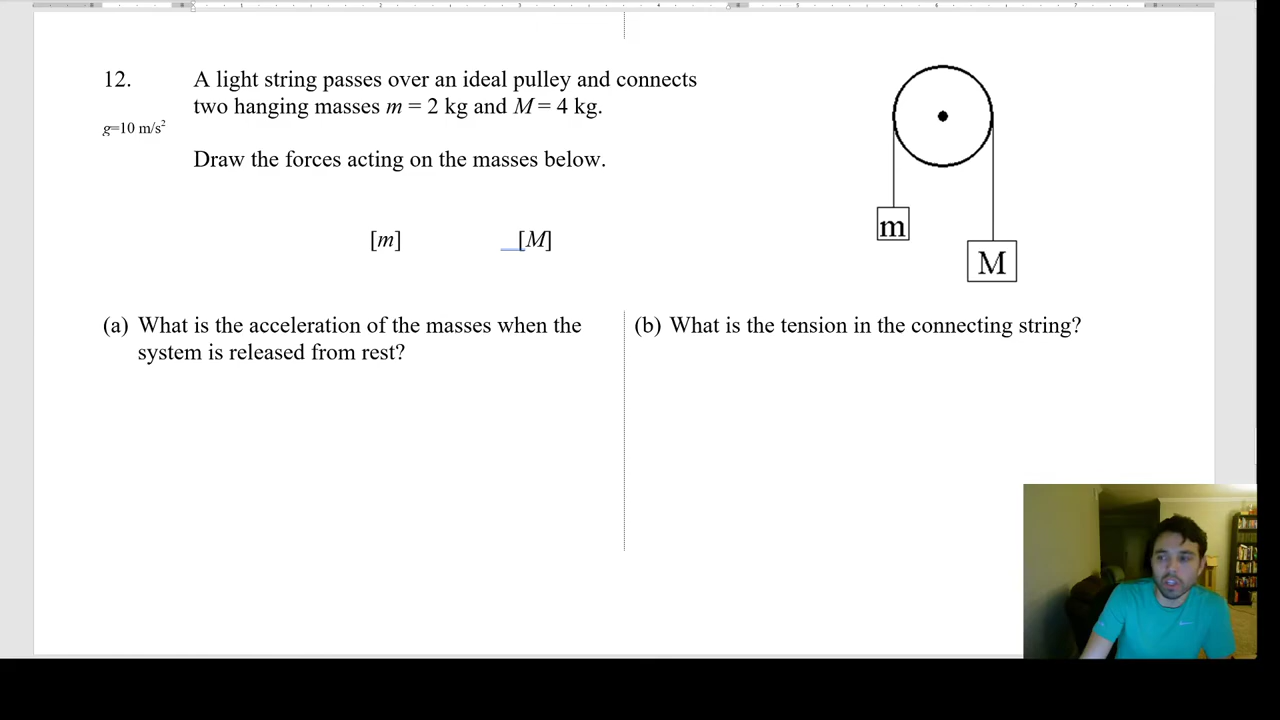 12. A light string passes over an ideal pulley and connects
two hanging masses m = 2 kg and M = 4 kg.
g=10 m/s²
Draw the forces acting on the masses below.
[m] [M]
m
M
(a) What is the acceleration of the masses when the
system is released from rest?
(b) What is the tension in the connecting string?